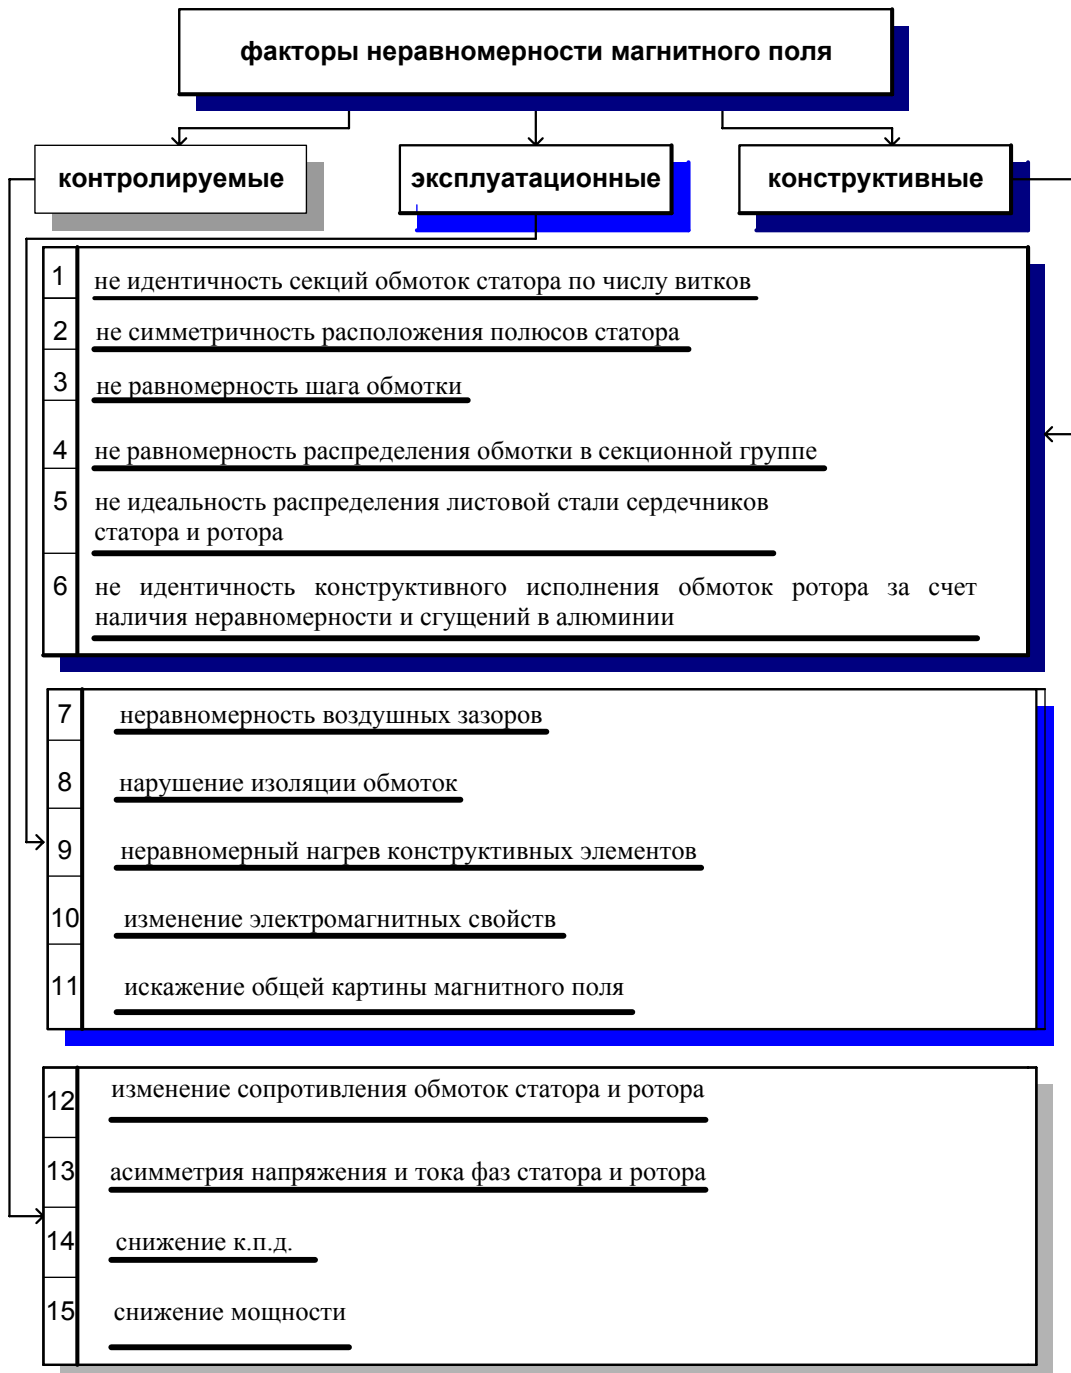 факторы неравномерности магнитного поля
контролируемые
эксплуатационные
конструктивные
1 не идентичность секций обмоток статора по числу витков
2 не симметричность расположения полюсов статора
3 не равномерность шага обмотки
4 не равномерность распределения обмотки в секционной группе
5 не идеальность распределения листовой стали сердечников
статора и ротора
6 не идентичность конструктивного исполнения обмоток ротора за счет
наличия неравномерности и сгущений в алюминии
7 неравномерность воздушных зазоров
8 нарушение изоляции обмоток
9 неравномерный нагрев конструктивных элементов
10 изменение электромагнитных свойств
11 искажение общей картины магнитного поля
12 изменение сопротивления обмоток статора и ротора
13 асимметрия напряжения и тока фаз статора и ротора
14 снижение к.п.д.
15 снижение мощности